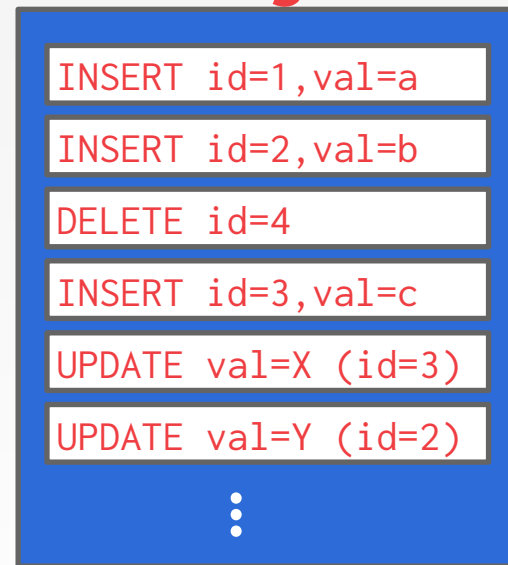 INSERT id=1,val=a
INSERT id=2,val=b
DELETE id=4
INSERT id=3,val=c
UPDATE val=X (id=3)
UPDATE val=Y (id=2)